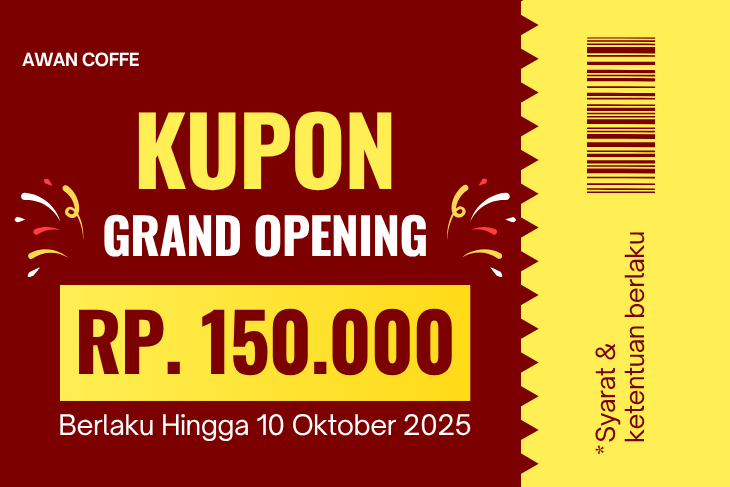 AWAN COFFE
KUPON
GRAND OPENING
RP. 150.000
Berlaku Hingga 10 Oktober 2025
*Syarat &
ketentuan berlaku